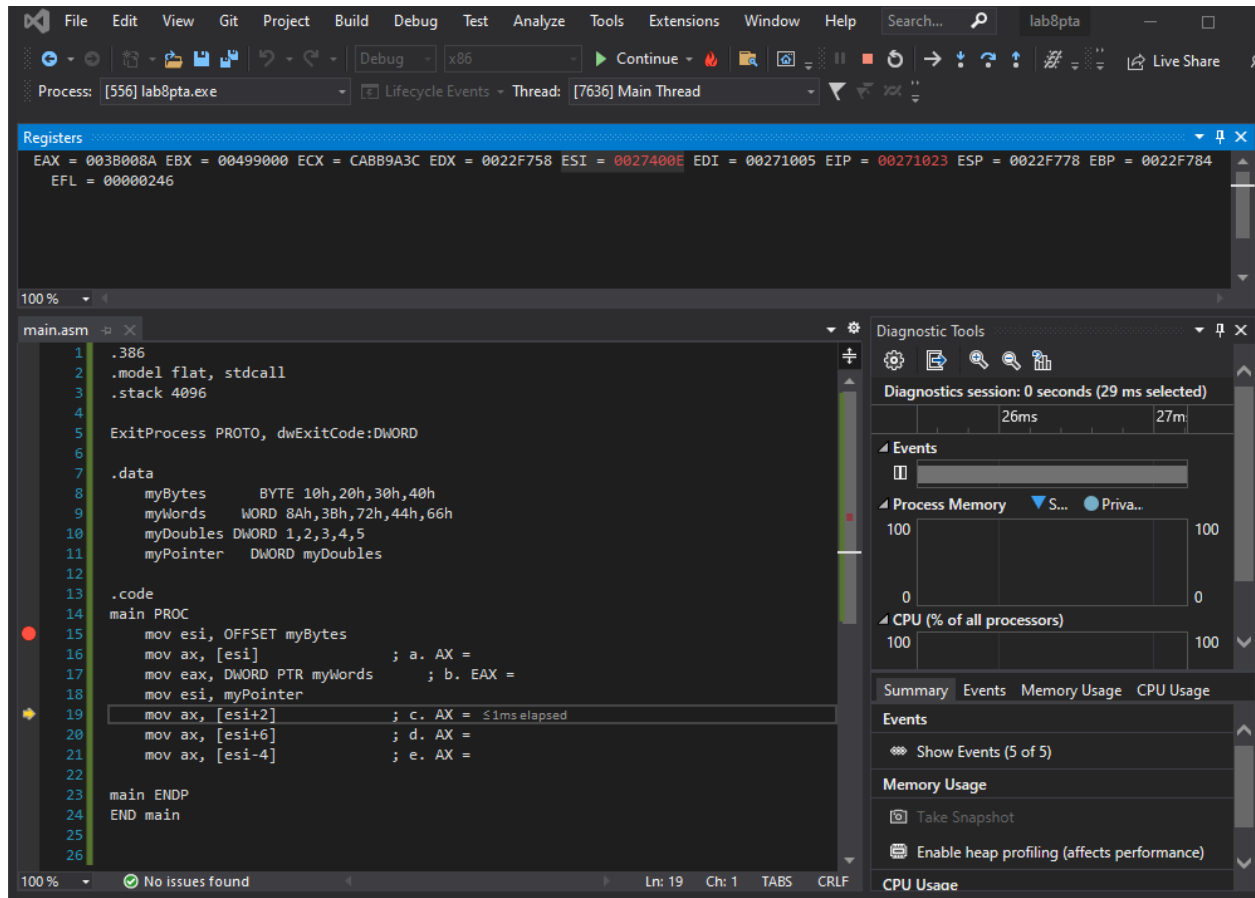 File Edit View Git Project Build Debug Test Analyze Tools Extensions Window Help Search... lab8pta
Debug x86 Continue Live Share
Process: [556] lab8pta.exe Lifecycle Events Thread: [7636] Main Thread
Registers
EAX = 003B008A EBX = 00499000 ECX = CABB9A3C EDX = 0022F758 ESI = 0027400E EDI = 00271005 EIP = 00271023 ESP = 0022F778 EBP = 0022F784
EFL = 00000246
100 %
main.asm
1 .386
2 .model flat, stdcall
3 .stack 4096
4
5 ExitProcess PROTO, dwExitCode:DWORD
6
7 .data
8 myBytes BYTE 10h,20h,30h,40h
9 myWords WORD 8Ah,3Bh,72h,44h,66h
10 myDoubles DWORD 1,2,3,4,5
11 myPointer DWORD myDoubles
12
13 .code
14 main PROC
15 mov esi, OFFSET myBytes
16 mov ax, [esi] ; a. AX =
17 mov eax, DWORD PTR myWords ; b. EAX =
18 mov esi, myPointer
19 mov ax, [esi+2] ; c. AX = ≤1ms elapsed
20 mov ax, [esi+6] ; d. AX =
21 mov ax, [esi-4] ; e. AX =
22
23 main ENDP
24 END main
25
26
100 % No issues found Ln: 19 Ch: 1 TABS CRLF
Diagnostic Tools
Diagnostics session: 0 seconds (29 ms selected)
26ms 27m
Events
Process Memory S... Priva...
100 100
0 0
CPU (% of all processors)
100 100
Summary Events Memory Usage CPU Usage
Events
Show Events (5 of 5)
Memory Usage
Take Snapshot
Enable heap profiling (affects performance)
CPU Usage